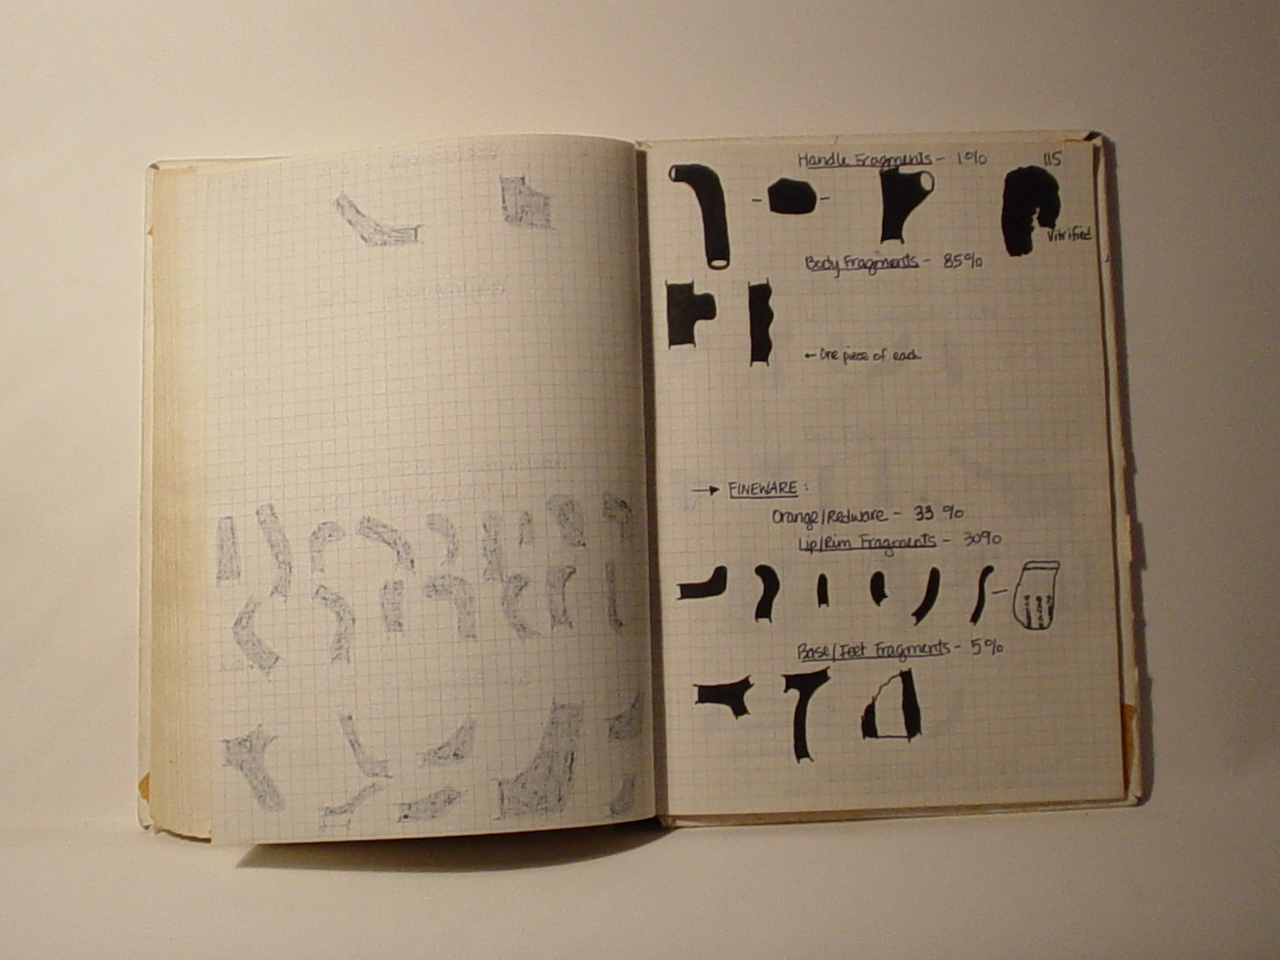 Handle Fragments - 1%
115
Vitrified
Body Fragments - 85%
← One piece of each
→ FINEWARE:
Orange/Redware - 33%
Lip/Rim Fragments - 30%
Base/Feet Fragments - 5%